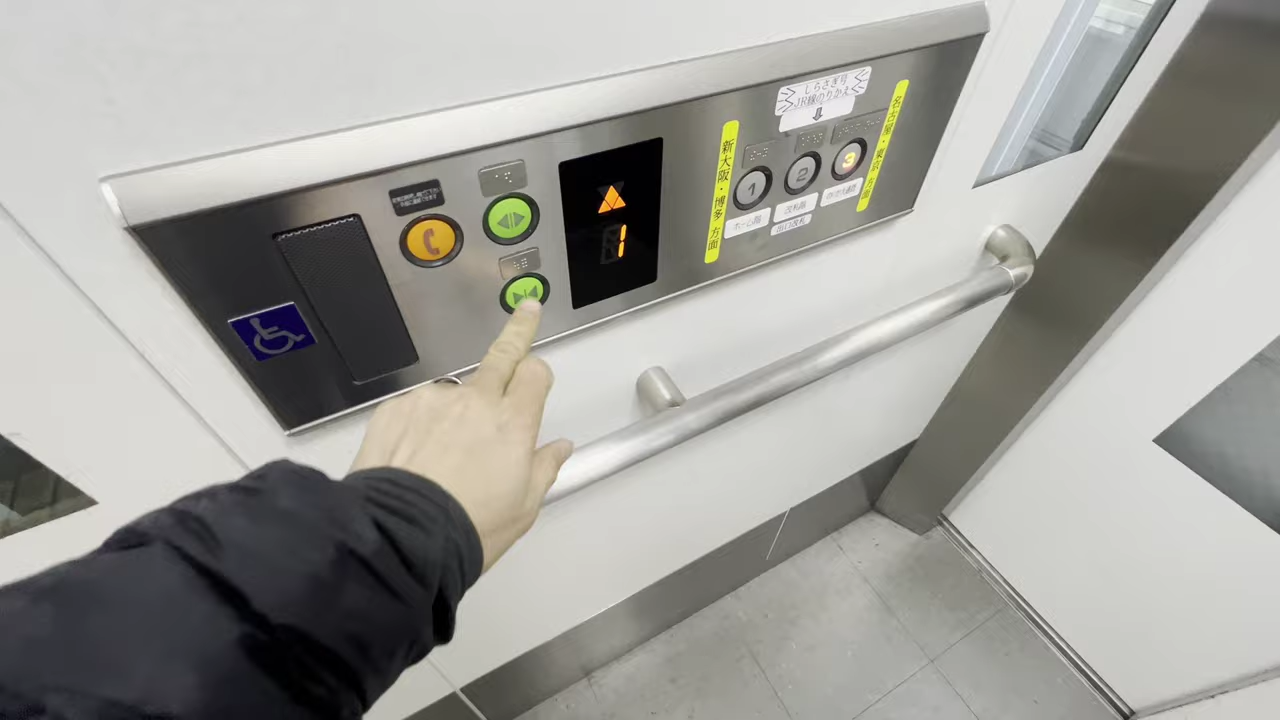 1
新大阪・博多 方面
しらさぎ号
JR線のりかえ
⇩
1
2
3
ホーム階
改札階
出口改札
名古屋・東京 方面